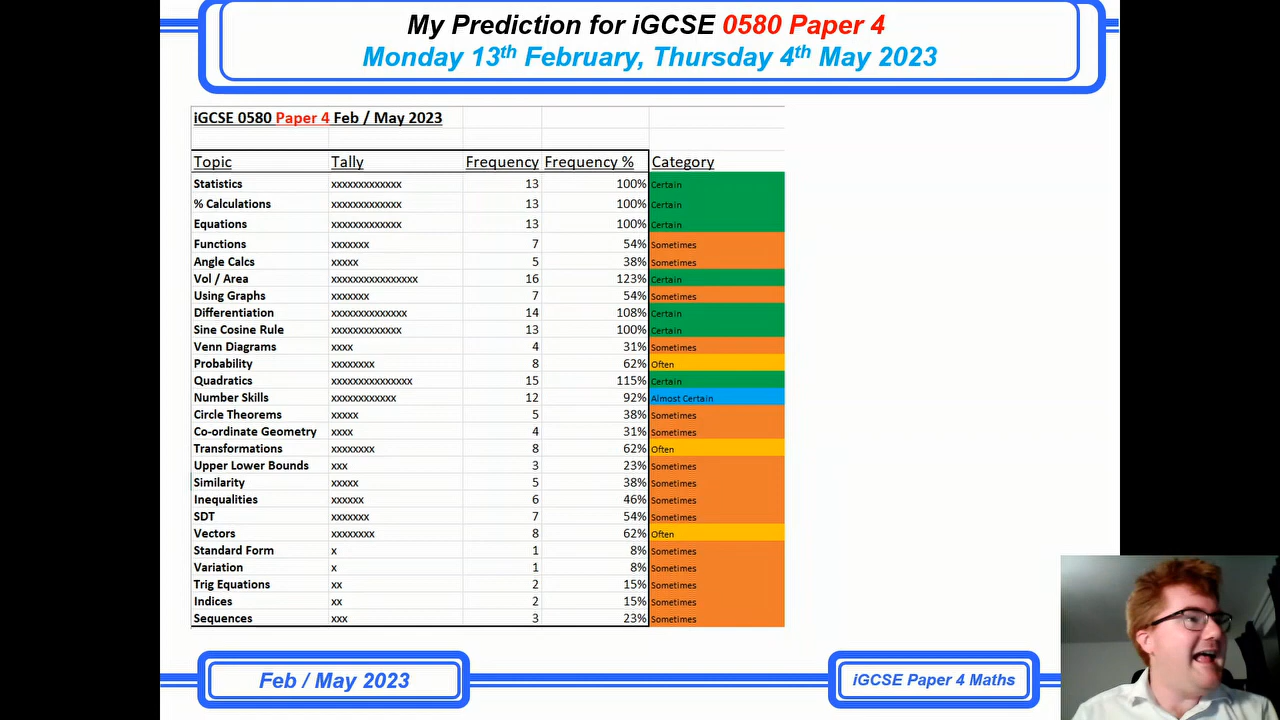 My Prediction for iGCSE 0580 Paper 4
Monday 13th February, Thursday 4th May 2023
iGCSE 0580 Paper 4 Feb / May 2023
Topic Tally Frequency Frequency % Category
Statistics xxxxxxxxxxxxx 13 100% Certain
% Calculations xxxxxxxxxxxxx 13 100% Certain
Equations xxxxxxxxxxxxx 13 100% Certain
Functions xxxxxxx 7 54% Sometimes
Angle Calcs xxxxx 5 38% Sometimes
Vol / Area xxxxxxxxxxxxxxxx 16 123% Certain
Using Graphs xxxxxxx 7 54% Sometimes
Differentiation xxxxxxxxxxxxxx 14 108% Certain
Sine Cosine Rule xxxxxxxxxxxxx 13 100% Certain
Venn Diagrams xxxx 4 31% Sometimes
Probability xxxxxxxx 8 62% Often
Quadratics xxxxxxxxxxxxxxx 15 115% Certain
Number Skills xxxxxxxxxxxx 12 92% Almost Certain
Circle Theorems xxxxx 5 38% Sometimes
Co-ordinate Geometry xxxx 4 31% Sometimes
Transformations xxxxxxxx 8 62% Often
Upper Lower Bounds xxx 3 23% Sometimes
Similarity xxxxx 5 38% Sometimes
Inequalities xxxxxx 6 46% Sometimes
SDT xxxxxxx 7 54% Sometimes
Vectors xxxxxxxx 8 62% Often
Standard Form x 1 8% Sometimes
Variation x 1 8% Sometimes
Trig Equations xx 2 15% Sometimes
Indices xx 2 15% Sometimes
Sequences xxx 3 23% Sometimes
Feb / May 2023
iGCSE Paper 4 Maths